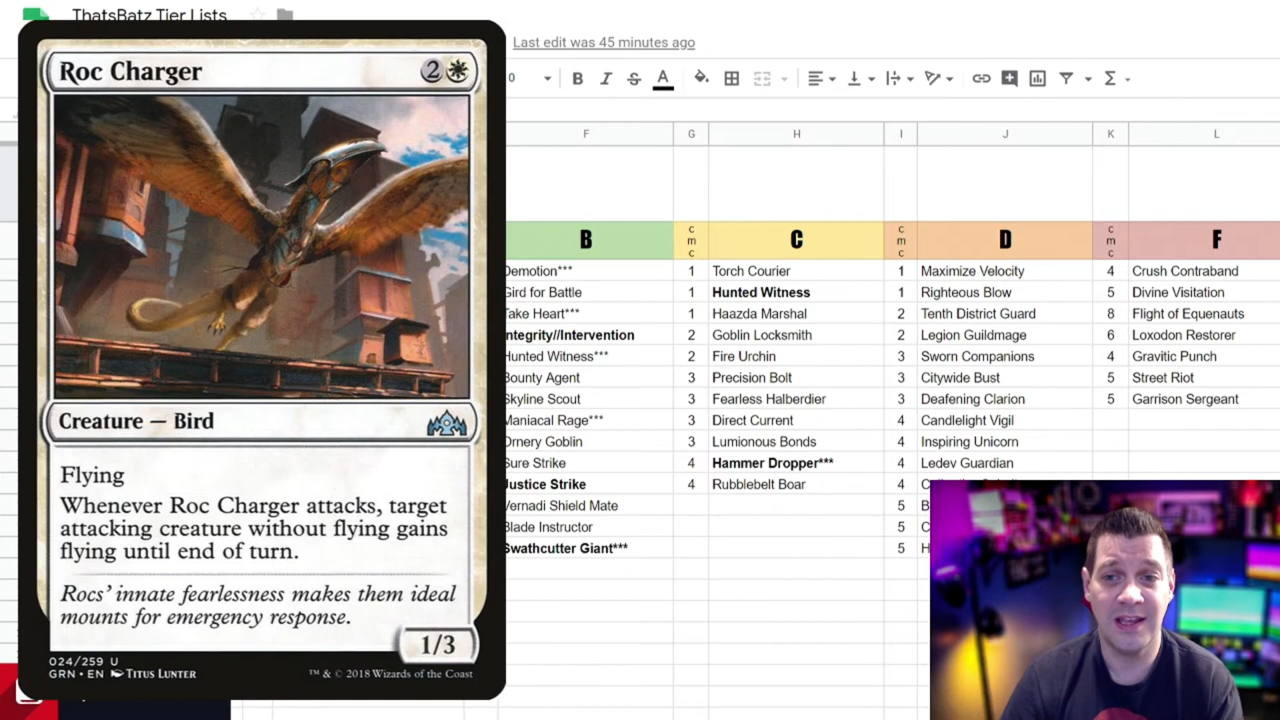 ThatsBatz Tier Lists
Last edit was 45 minutes ago
Roc Charger
2
Creature — Bird
Flying
Whenever Roc Charger attacks, target
attacking creature without flying gains
flying until end of turn.
Rocs' innate fearlessness makes them ideal
mounts for emergency response.
1/3
024/259 U
GRN • EN TITUS LUNTER
™ & © 2018 Wizards of the Coast
0 B I S A Σ
F G H I J K L
B c m c C c m c D c m c F
Demotion*** 1 Torch Courier 1 Maximize Velocity 4 Crush Contraband
Gird for Battle 1 Hunted Witness 1 Righteous Blow 5 Divine Visitation
Take Heart*** 1 Haazda Marshal 2 Tenth District Guard 8 Flight of Equenauts
Integrity//Intervention 2 Goblin Locksmith 2 Legion Guildmage 6 Loxodon Restorer
Hunted Witness*** 2 Fire Urchin 3 Sworn Companions 4 Gravitic Punch
Bounty Agent 3 Precision Bolt 3 Citywide Bust 5 Street Riot
Skyline Scout 3 Fearless Halberdier 3 Deafening Clarion 5 Garrison Sergeant
Maniacal Rage*** 3 Direct Current 4 Candlelight Vigil
Ornery Goblin 3 Lumionous Bonds 4 Inspiring Unicorn
Sure Strike 4 Hammer Dropper*** 4 Ledev Guardian
Justice Strike 4 Rubblebelt Boar 4
Vernadi Shield Mate 5
Blade Instructor 5
Swathcutter Giant*** 5